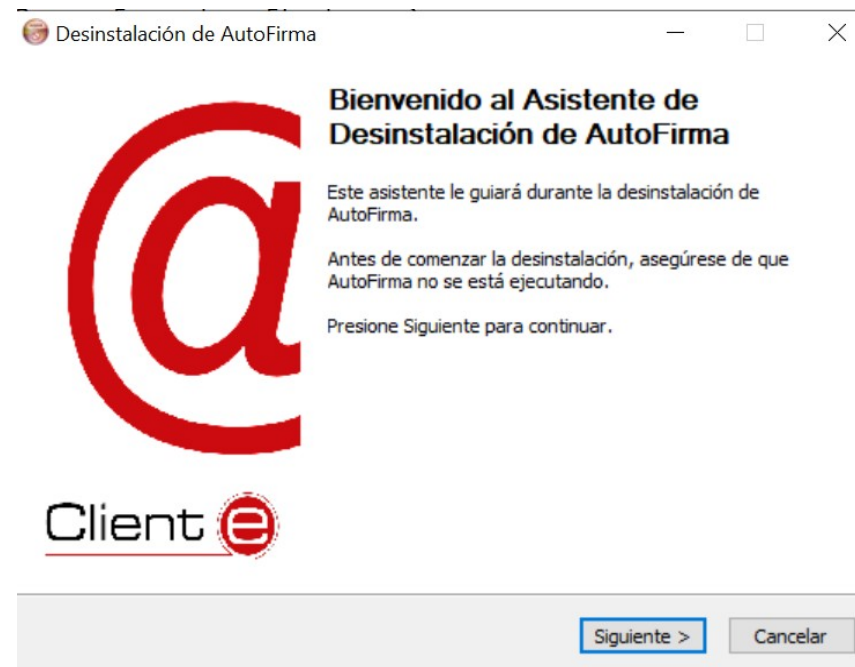 Desinstalación de AutoFirma
Bienvenido al Asistente de
Desinstalación de AutoFirma
Este asistente le guiará durante la desinstalación de
AutoFirma.
Antes de comenzar la desinstalación, asegúrese de que
AutoFirma no se está ejecutando.
Presione Siguiente para continuar.
@
Client e
Siguiente >
Cancelar